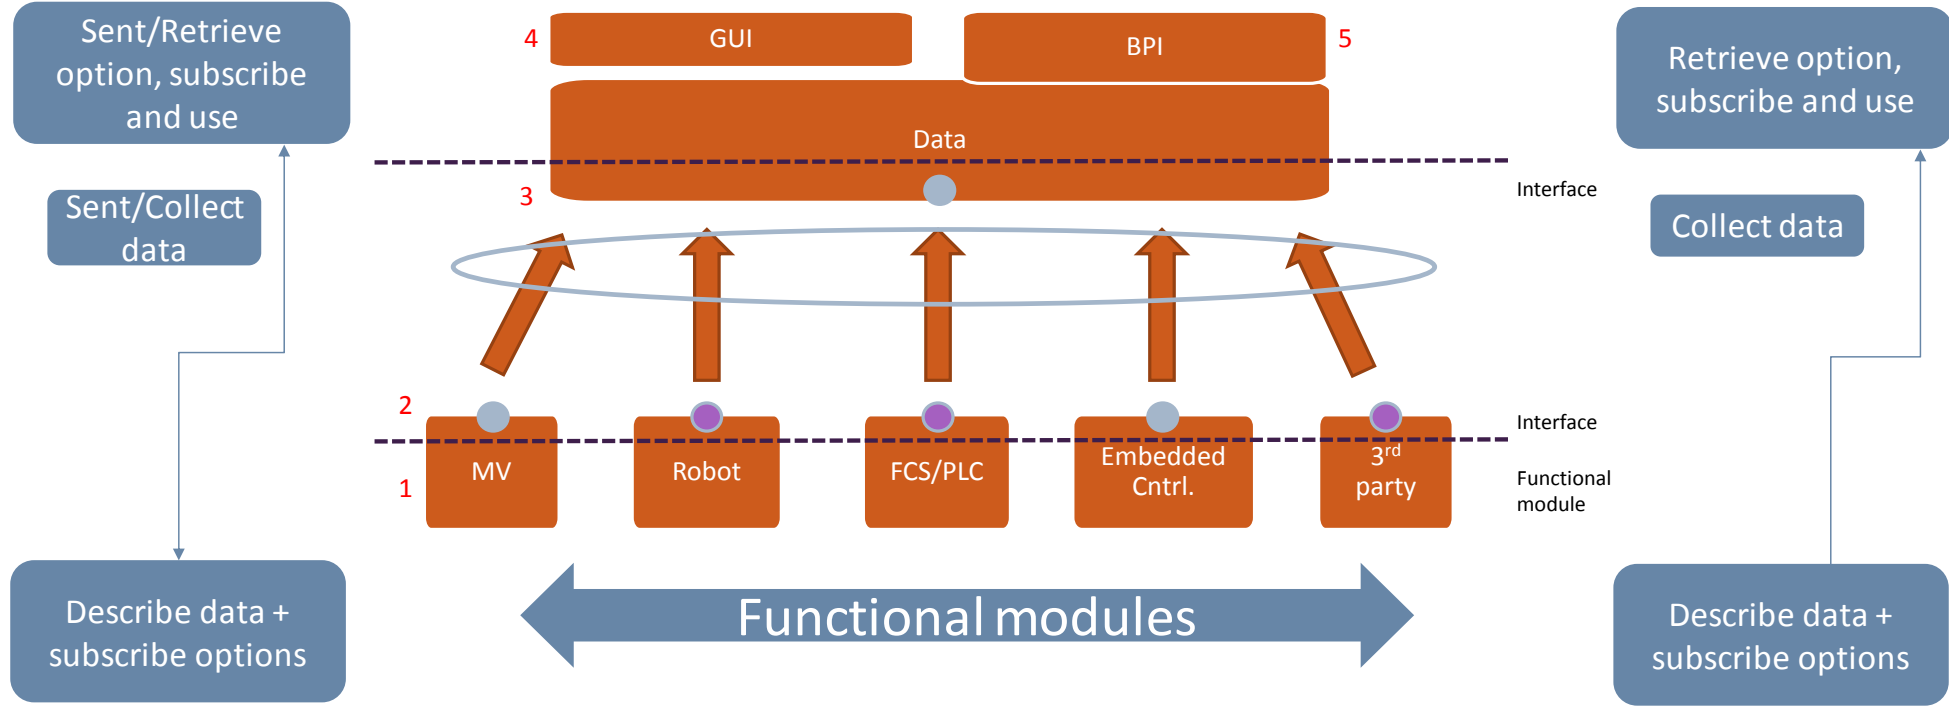 Sent/Retrieve
option, subscribe
and use
4
GUI
BPI
5
Retrieve option,
subscribe and use
Data
Sent/Collect
data
3
Interface
Collect data
2
Interface
1
MV
Robot
FCS/PLC
Embedded
Cntrl.
3rd
party
Functional
module
Describe data +
subscribe options
Functional modules
Describe data +
subscribe options